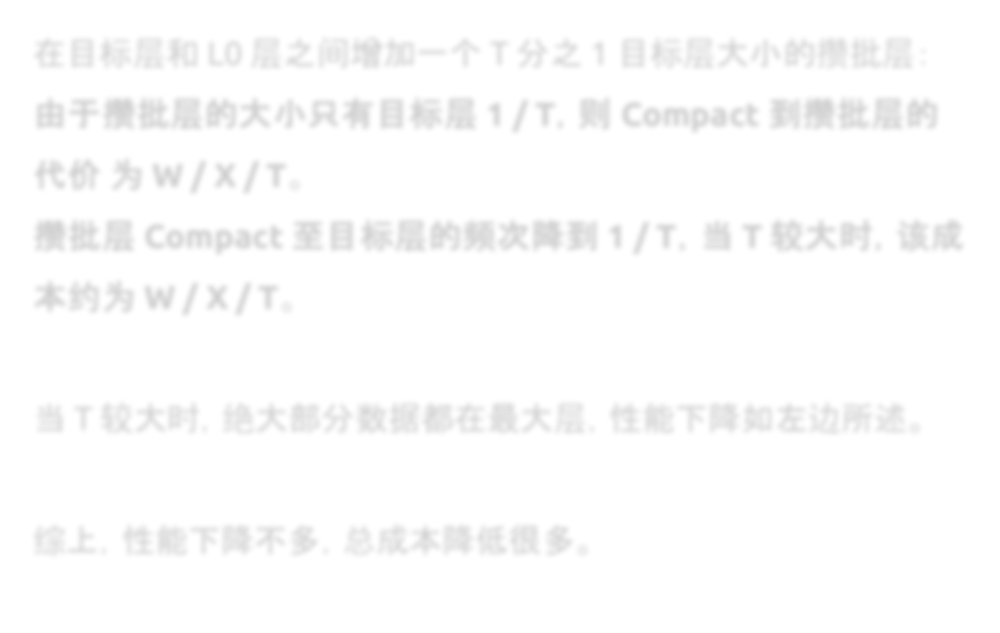 在目标层和 L0 层之间增加一个 T 分之 1 目标层大小的攒批层：
由于攒批层的大小只有目标层 1 / T，则 Compact 到攒批层的
代价 为 W / X / T。
攒批层 Compact 至目标层的频次降到 1 / T，当 T 较大时，该成
本约为 W / X / T。
当 T 较大时，绝大部分数据都在最大层，性能下降如左边所述。
综上，性能下降不多，总成本降低很多。